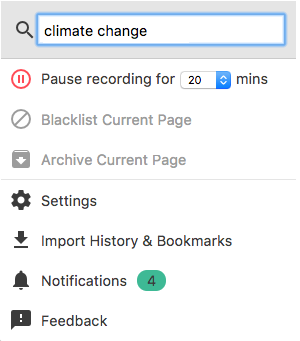 climate change
Pause recording for 20 mins
Blacklist Current Page
Archive Current Page
Settings
Import History & Bookmarks
Notifications 4
Feedback